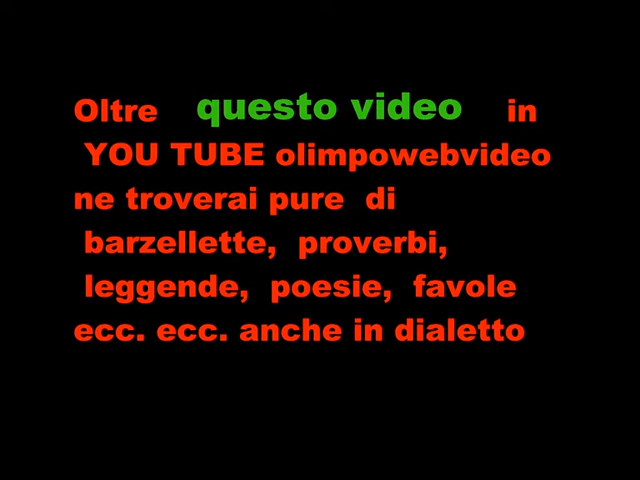 Oltre questo video in
YOU TUBE olimpowebvideo
ne troverai pure di
barzellette, proverbi,
leggende, poesie, favole
ecc. ecc. anche in dialetto